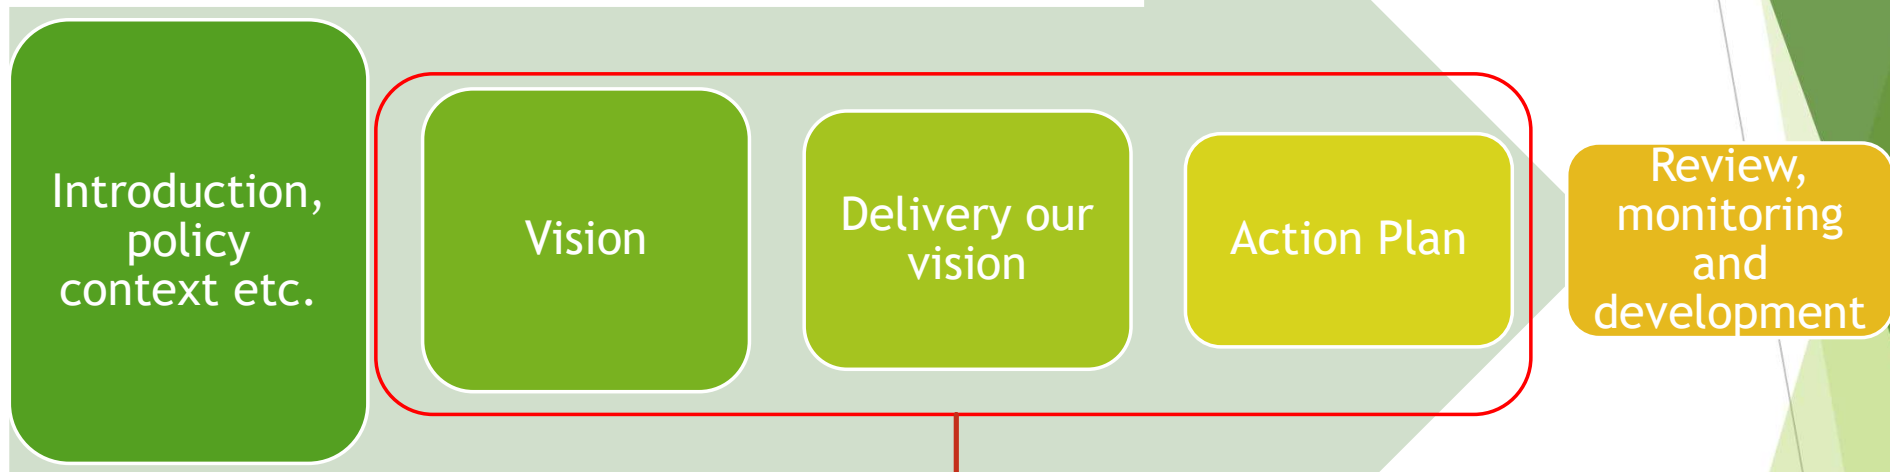 Introduction,
policy
context etc.
Vision
Delivery our
vision
Action Plan
Review,
monitoring
and
development